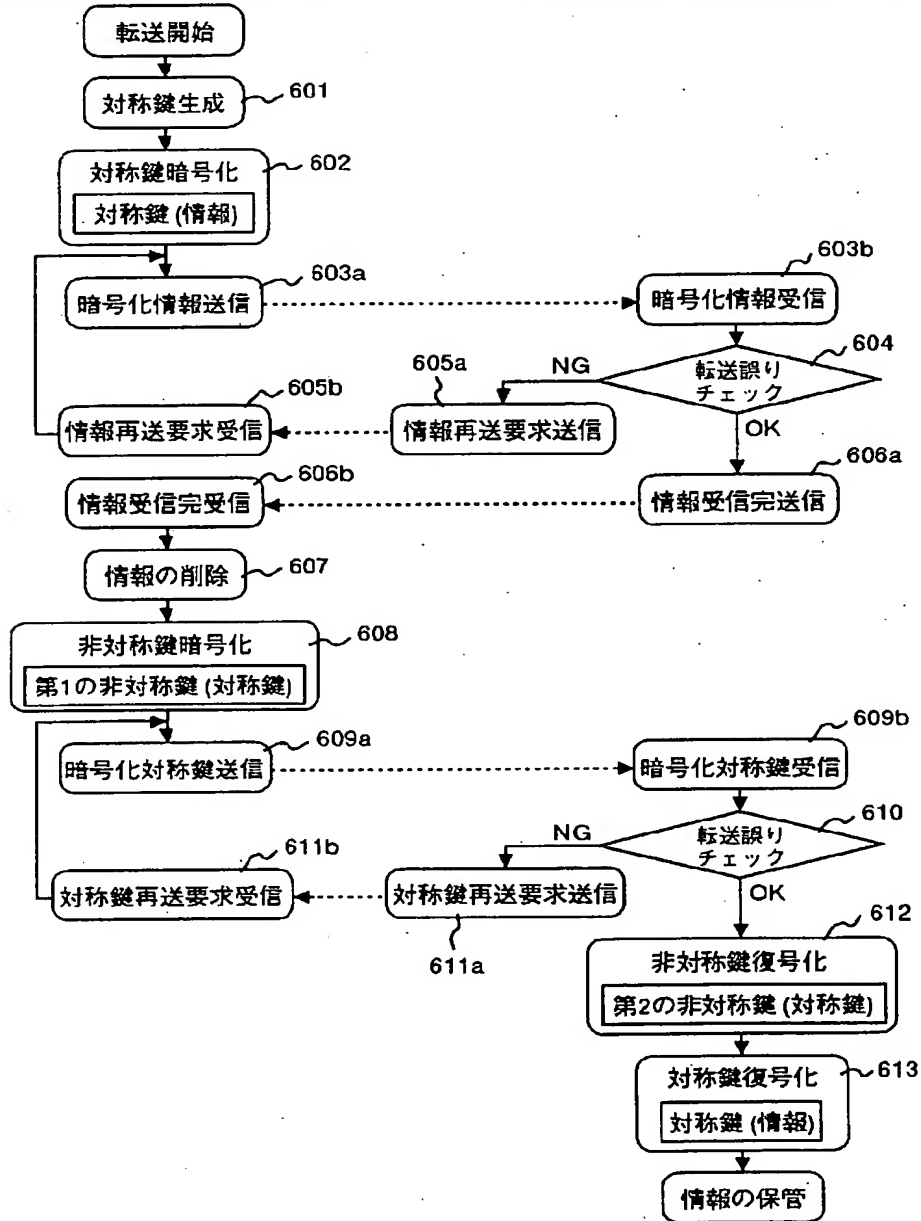 転送開始
対称鍵生成
601
対称鍵暗号化
602
対称鍵(情報)
603a
暗号化情報送信
603b
暗号化情報受信
604
転送誤り
チェック
NG
OK
605a
情報再送要求送信
605b
情報再送要求受信
606a
情報受信完送信
606b
情報受信完受信
情報の削除
607
非対称鍵暗号化
608
第1の非対称鍵(対称鍵)
609a
暗号化対称鍵送信
609b
暗号化対称鍵受信
610
転送誤り
チェック
NG
OK
対称鍵再送要求送信
611a
611b
対称鍵再送要求受信
612
非対称鍵復号化
第2の非対称鍵(対称鍵)
613
対称鍵復号化
対称鍵(情報)
情報の保管